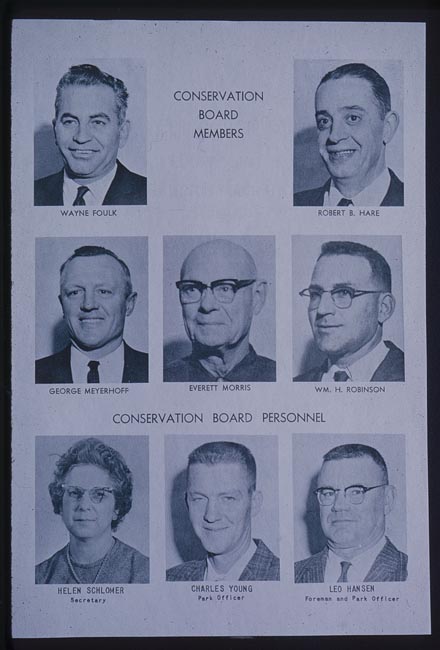 CONSERVATION
BOARD
MEMBERS
WAYNE FOULK
ROBERT B. HARE
GEORGE MEYERHOFF
EVERETT MORRIS
WM. H. ROBINSON
CONSERVATION BOARD PERSONNEL
HELEN SCHLOMER
Secretary
CHARLES YOUNG
Park Officer
LEO HANSEN
Foreman and Park Officer